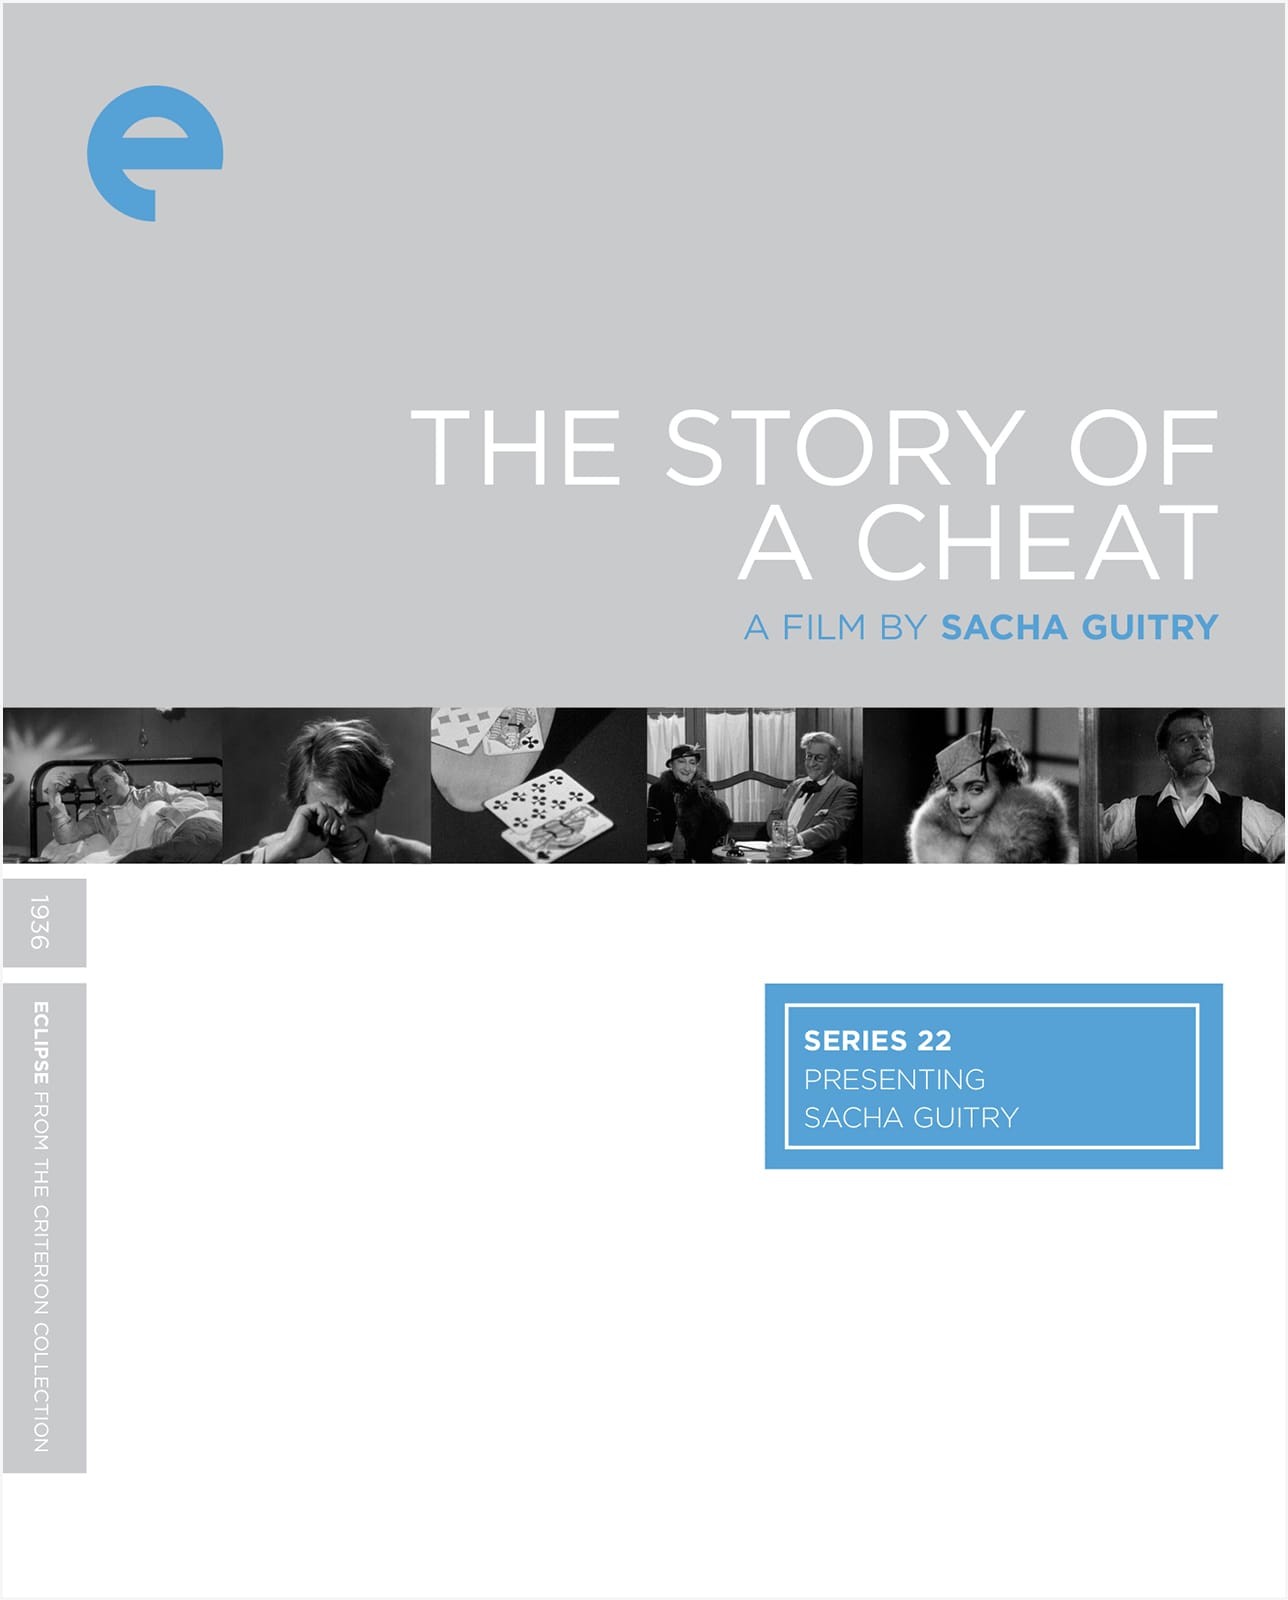 e
THE STORY OF
A CHEAT
A FILM BY SACHA GUITRY
1936
ECLIPSE FROM THE CRITERION COLLECTION
SERIES 22
PRESENTING
SACHA GUITRY